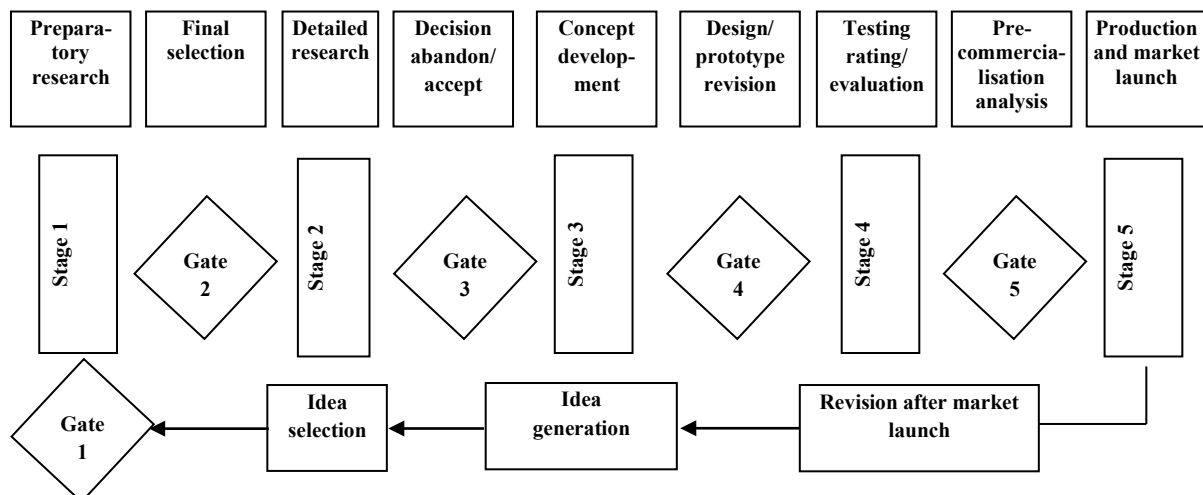 Prepara-
tory
research
Final
selection
Detailed
research
Decision
abandon/
accept
Concept
develop-
ment
Design/
prototype
revision
Testing
rating/
evaluation
Pre-
commercia-
lisation
analysis
Production
and market
launch
Stage 1
Gate
2
Stage 2
Gate
3
Stage 3
Gate
4
Stage 4
Gate
5
Stage 5
Gate
1
Idea
selection
Idea
generation
Revision after market
launch